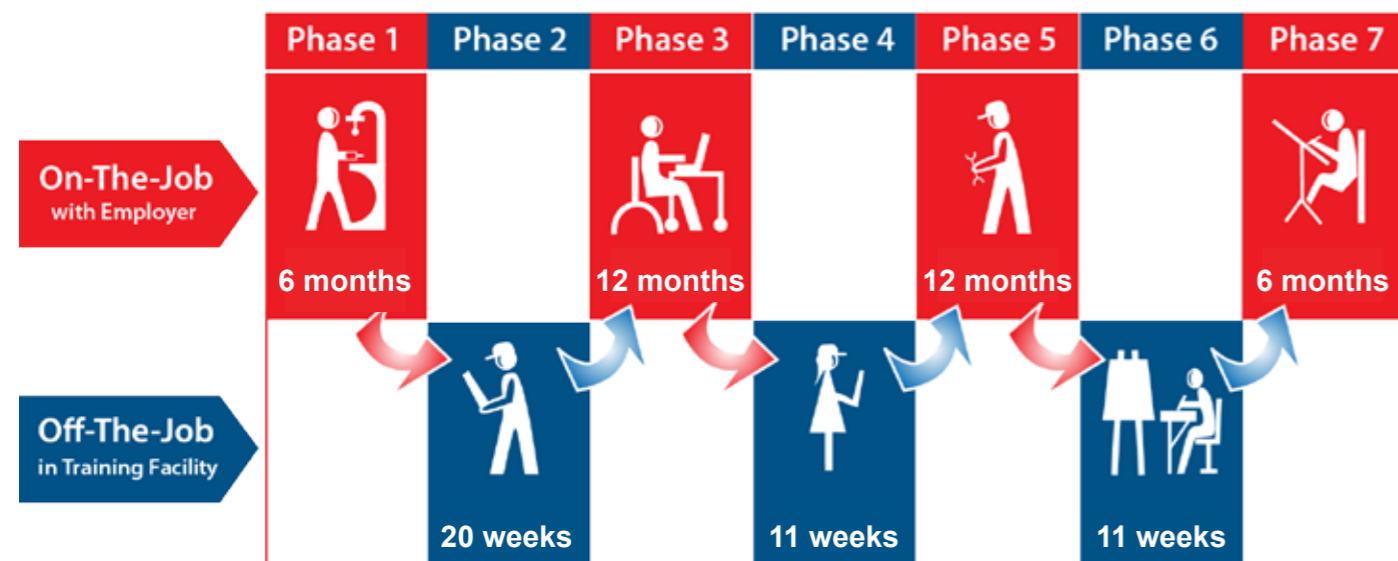 Phase 1 Phase 2 Phase 3 Phase 4 Phase 5 Phase 6 Phase 7
On-The-Job
with Employer
6 months 12 months 12 months 6 months
Off-The-Job
in Training Facility
20 weeks 11 weeks 11 weeks